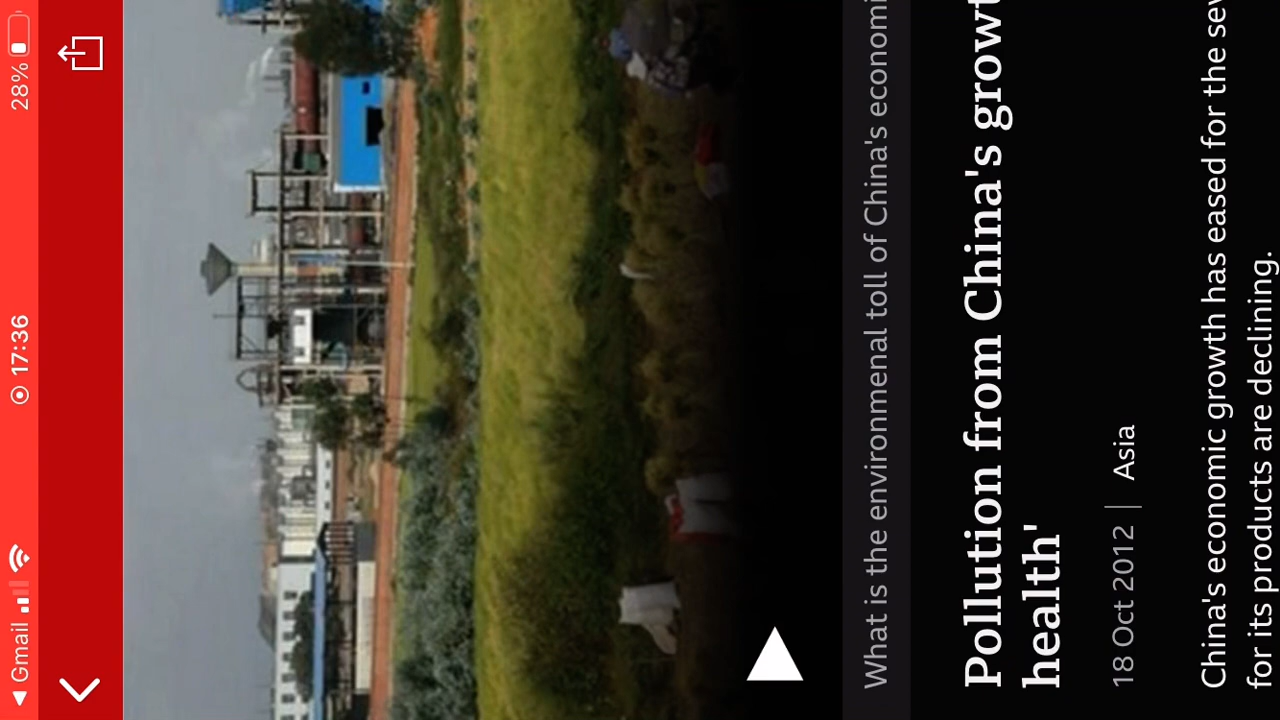 Gmail
17:36
28%
What is the environmenal toll of China's economi
Pollution from China's growt
health'
18 Oct 2012 | Asia
China's economic growth has eased for the sev
for its products are declining.